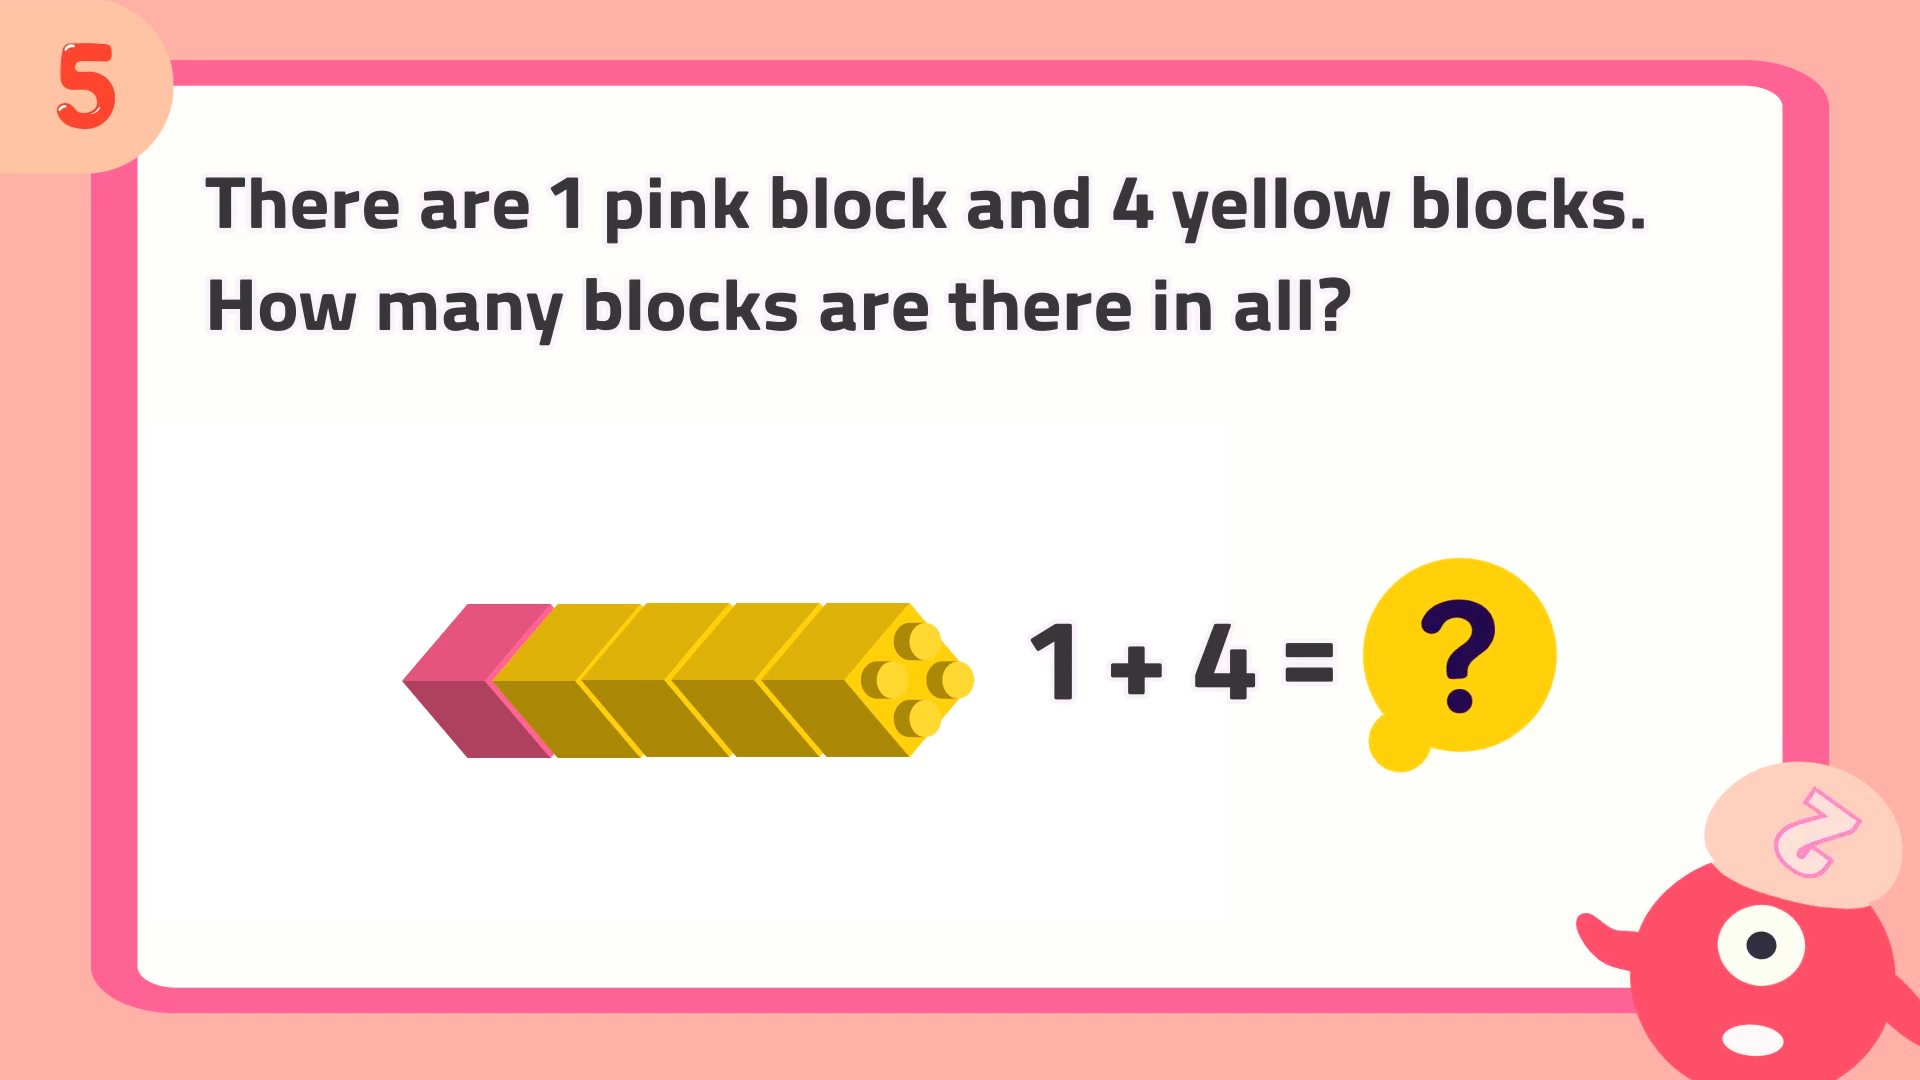 5
There are 1 pink block and 4 yellow blocks.
How many blocks are there in all?
1 + 4 = ?